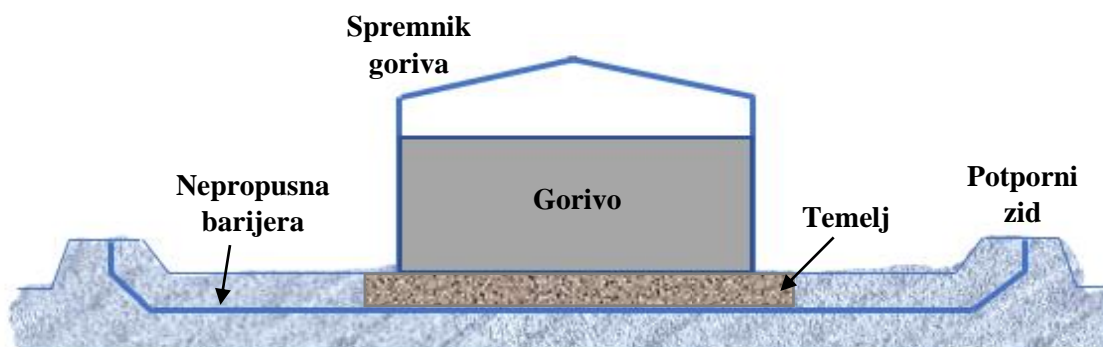 Spremnik
goriva
Nepropusna
barijera
Gorivo
Temelj
Potporni
zid